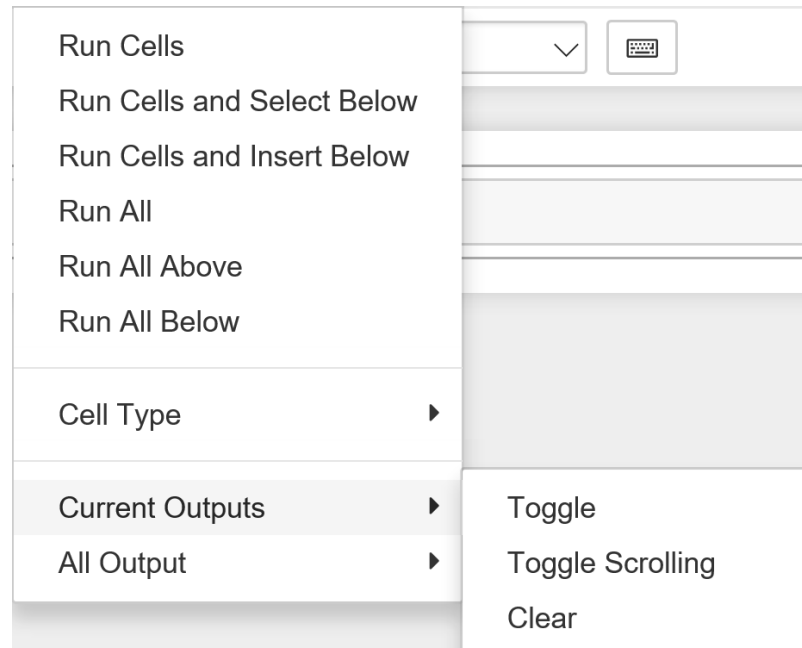 Run Cells
Run Cells and Select Below
Run Cells and Insert Below
Run All
Run All Above
Run All Below
Cell Type
Current Outputs
All Output
Toggle
Toggle Scrolling
Clear